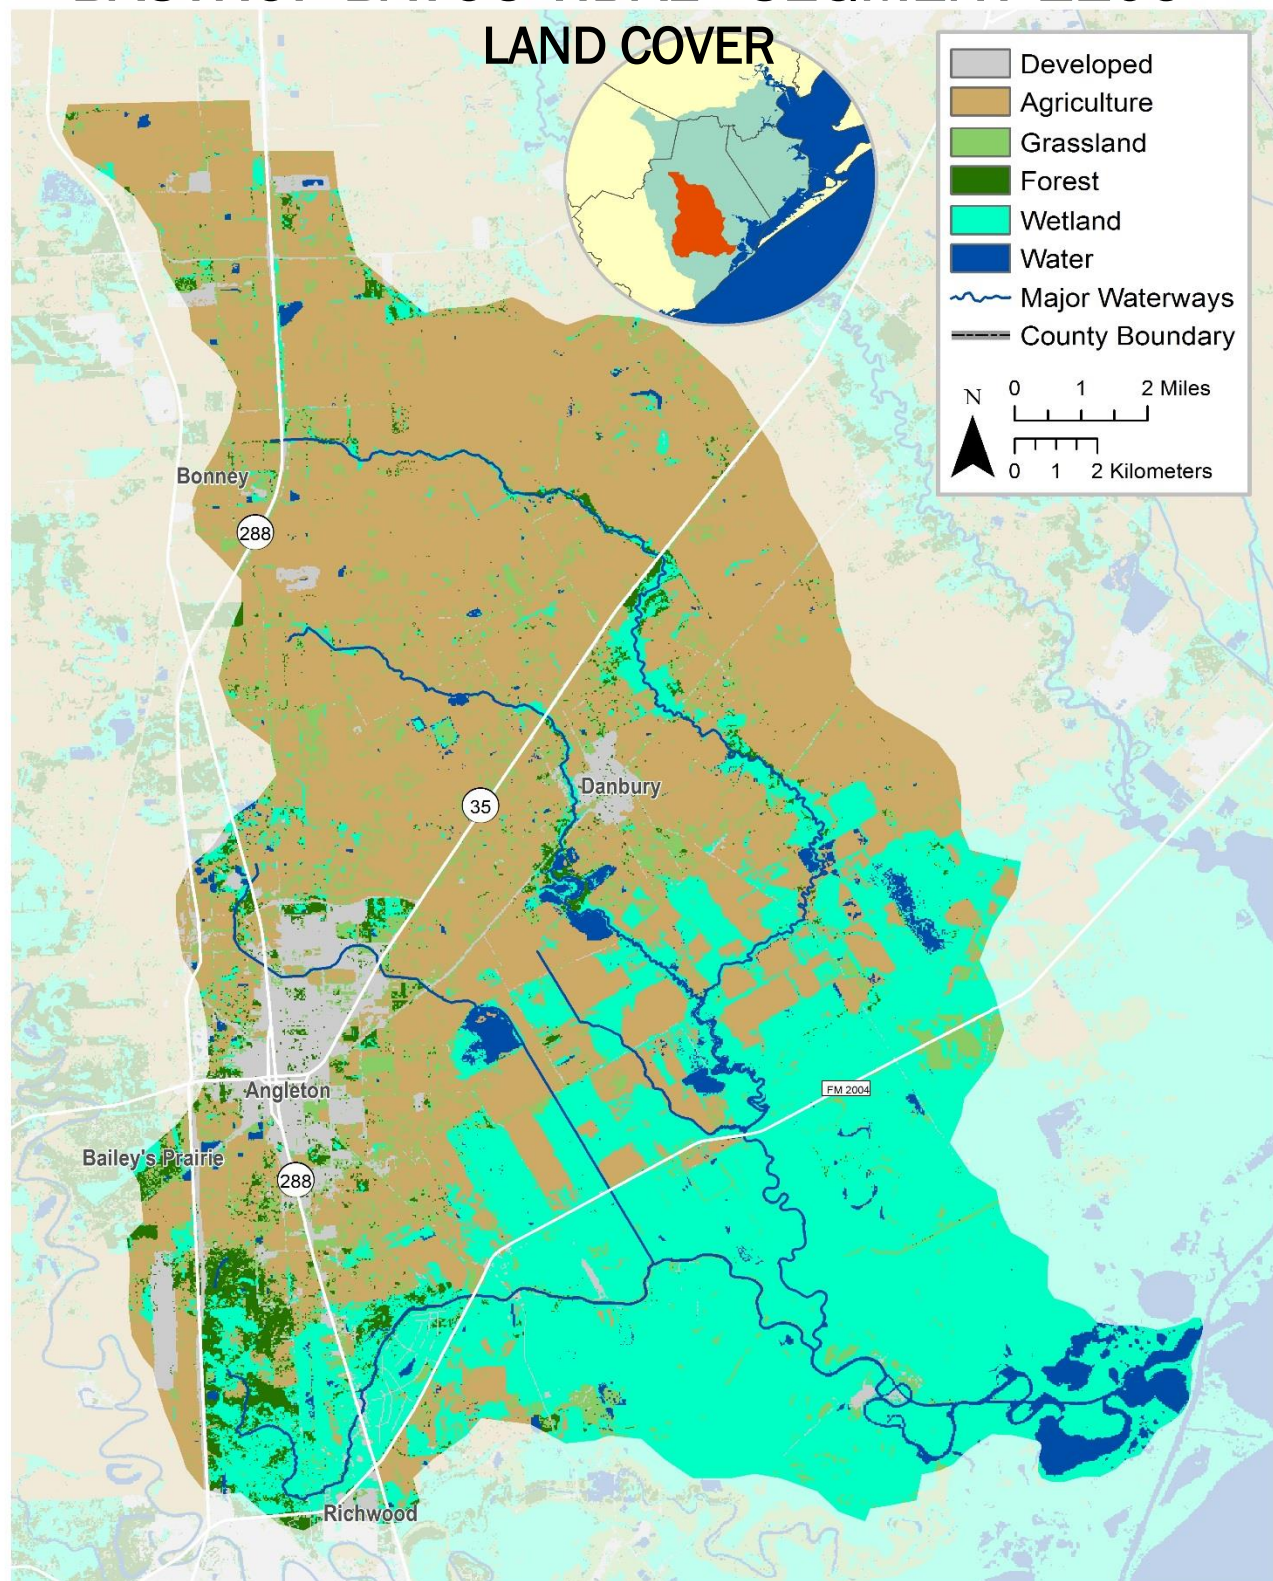 LAND COVER
Developed
Agriculture
Grassland
Forest
Wetland
Water
Major Waterways
County Boundary
N
0 1 2 Miles
0 1 2 Kilometers
Bonney
288
35
Danbury
FM 2004
Angleton
Bailey's Prairie
288
Richwood